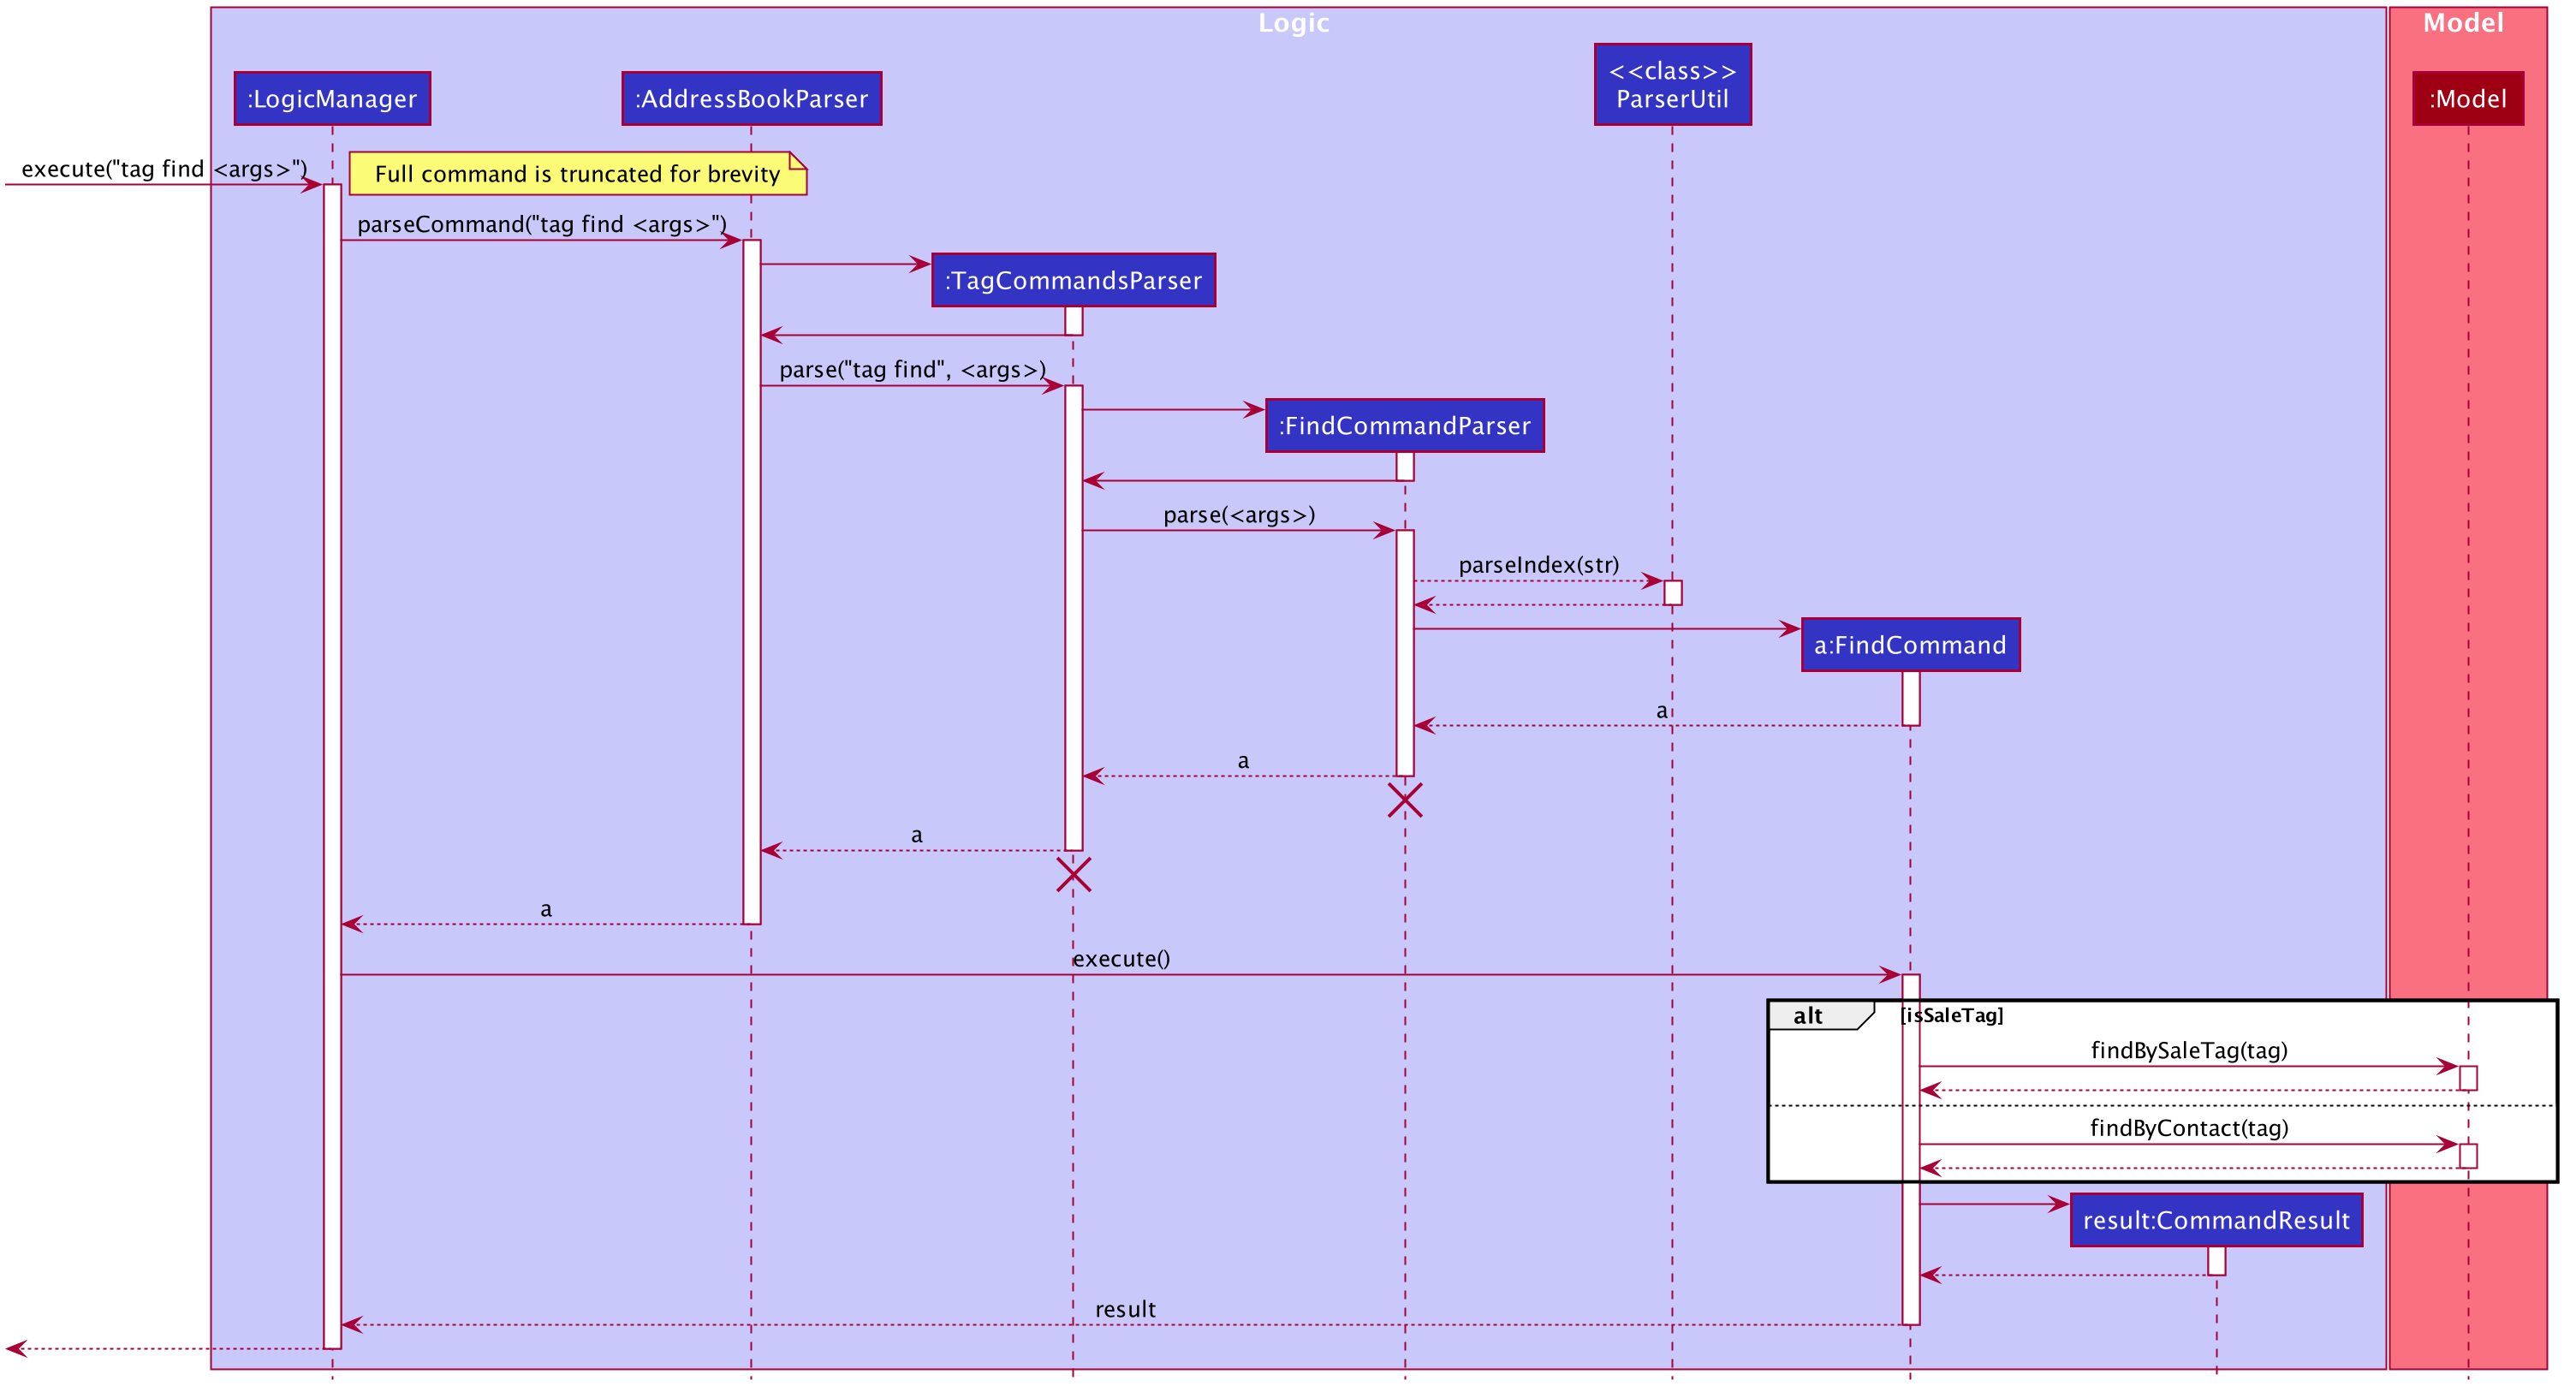 Logic
Model
<<class>>
ParserUtil
:LogicManager
:AddressBookParser
:Model
execute("tag find <args>")
Full command is truncated for brevity
parseCommand("tag find <args>")
:TagCommandsParser
parse("tag find", <args>)
:FindCommandParser
parse(<args>)
parseIndex(str)
a:FindCommand
a
a
a
a
execute()
alt
[isSaleTag]
findBySaleTag(tag)
findByContact(tag)
result:CommandResult
result